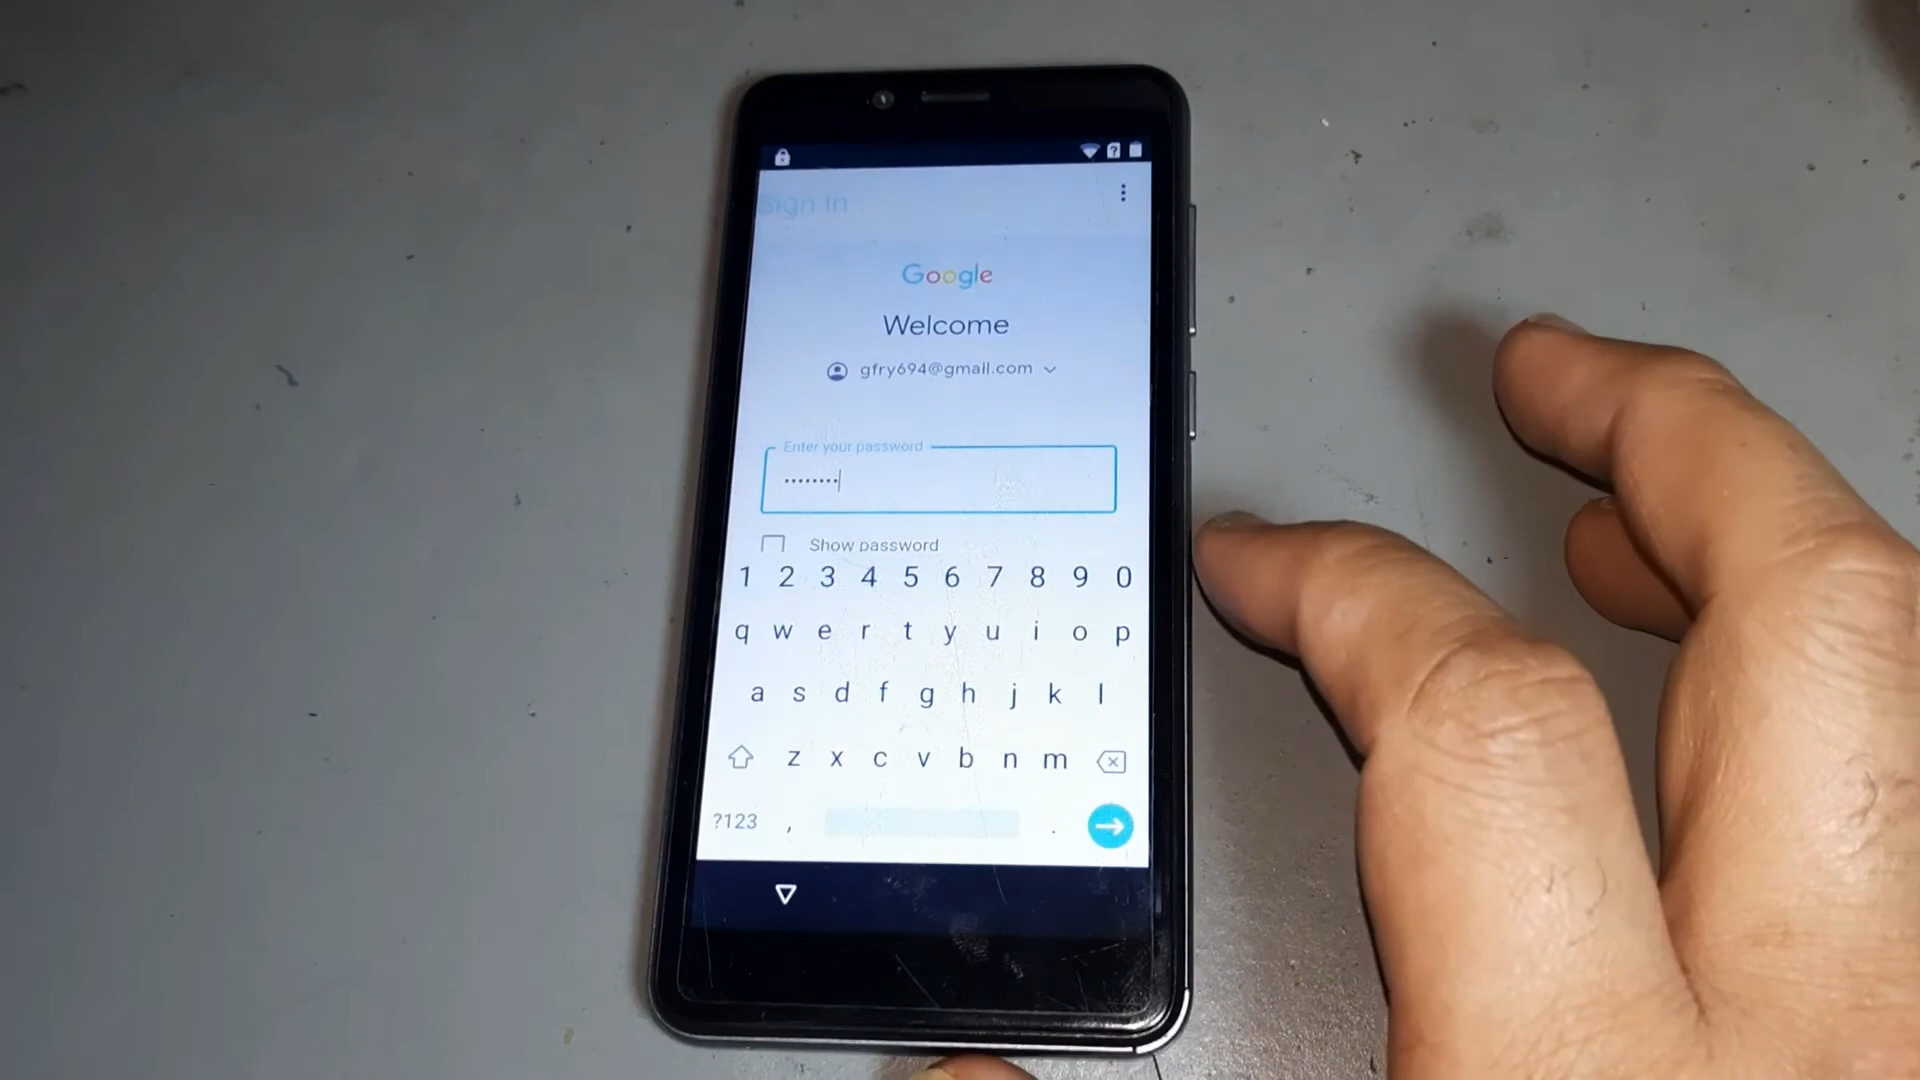 Sign in
Google
Welcome
gfry694@gmail.com
Enter your password
••••••••
Show password
1 2 3 4 5 6 7 8 9 0
q w e r t y u i o p
a s d f g h j k l
z x c v b n m
?123 , .